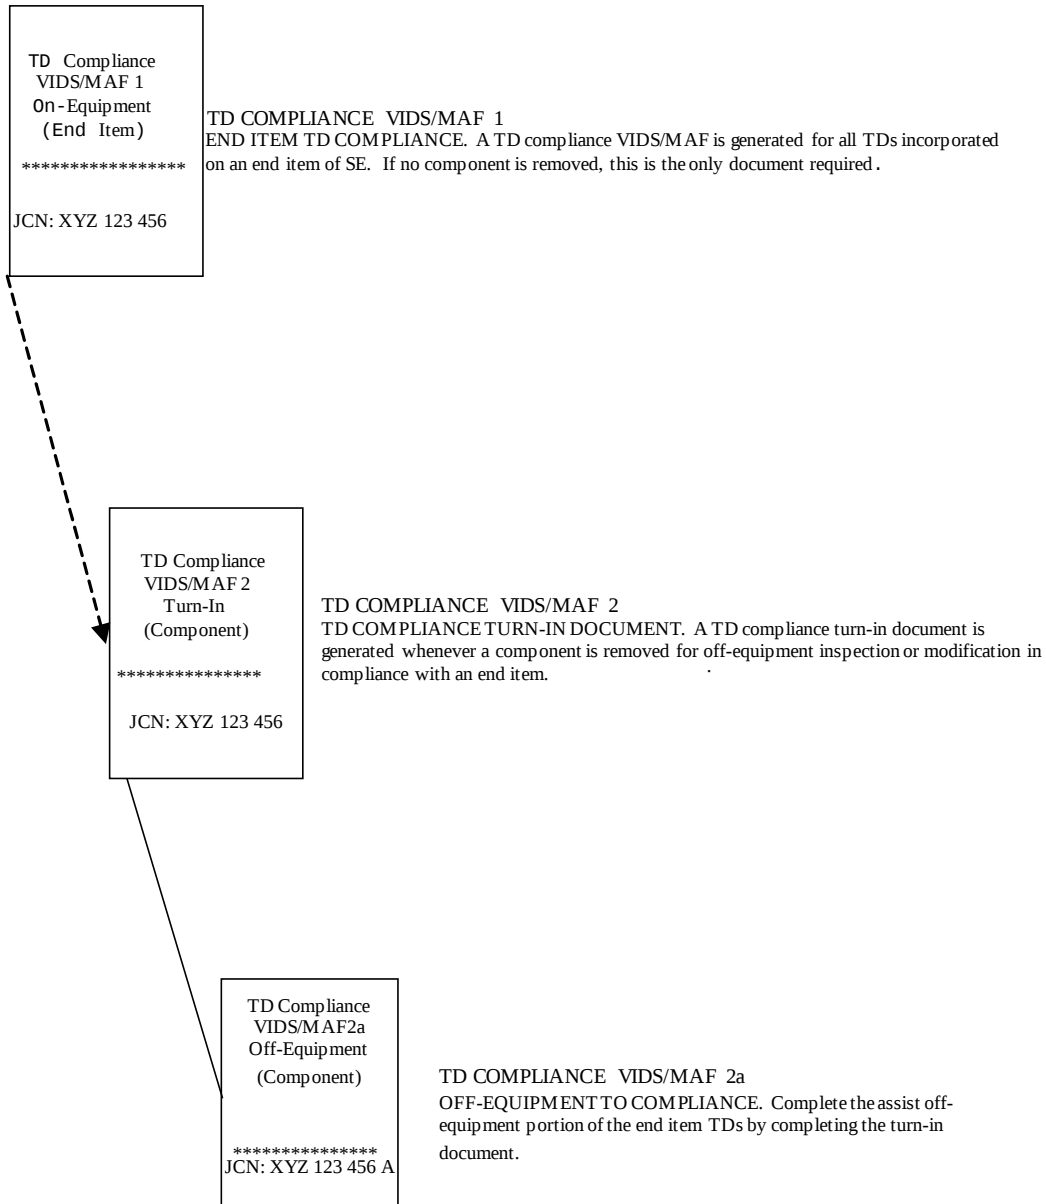 TD Compliance
VIDS/MAF 1
On-Equipment
(End Item)
*****************
JCN: XYZ 123 456
TD COMPLIANCE VIDS/MAF 1
END ITEM TD COMPLIANCE. A TD compliance VIDS/MAF is generated for all TDs incorporated
on an end item of SE. If no component is removed, this is the only document required.
TD Compliance
VIDS/MAF 2
Turn-In
(Component)
***************
JCN: XYZ 123 456
TD COMPLIANCE VIDS/MAF 2
TD COMPLIANCE TURN-IN DOCUMENT. A TD compliance turn-in document is
generated whenever a component is removed for off-equipment inspection or modification in
compliance with an end item. .
TD Compliance
VIDS/MAF2a
Off-Equipment
(Component)
***************
JCN: XYZ 123 456 A
TD COMPLIANCE VIDS/MAF 2a
OFF-EQUIPMENT TO COMPLIANCE. Complete the assist off-
equipment portion of the end item TDs by completing the turn-in
document.